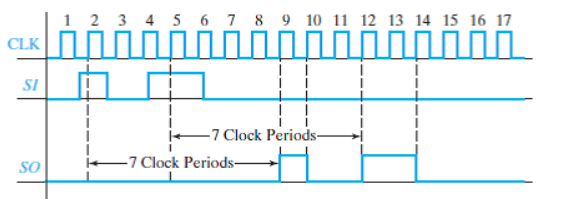 1 2 3 4 5 6 7 8 9 10 11 12 13 14 15 16 17
CLK
SI
7 Clock Periods
7 Clock Periods
SO